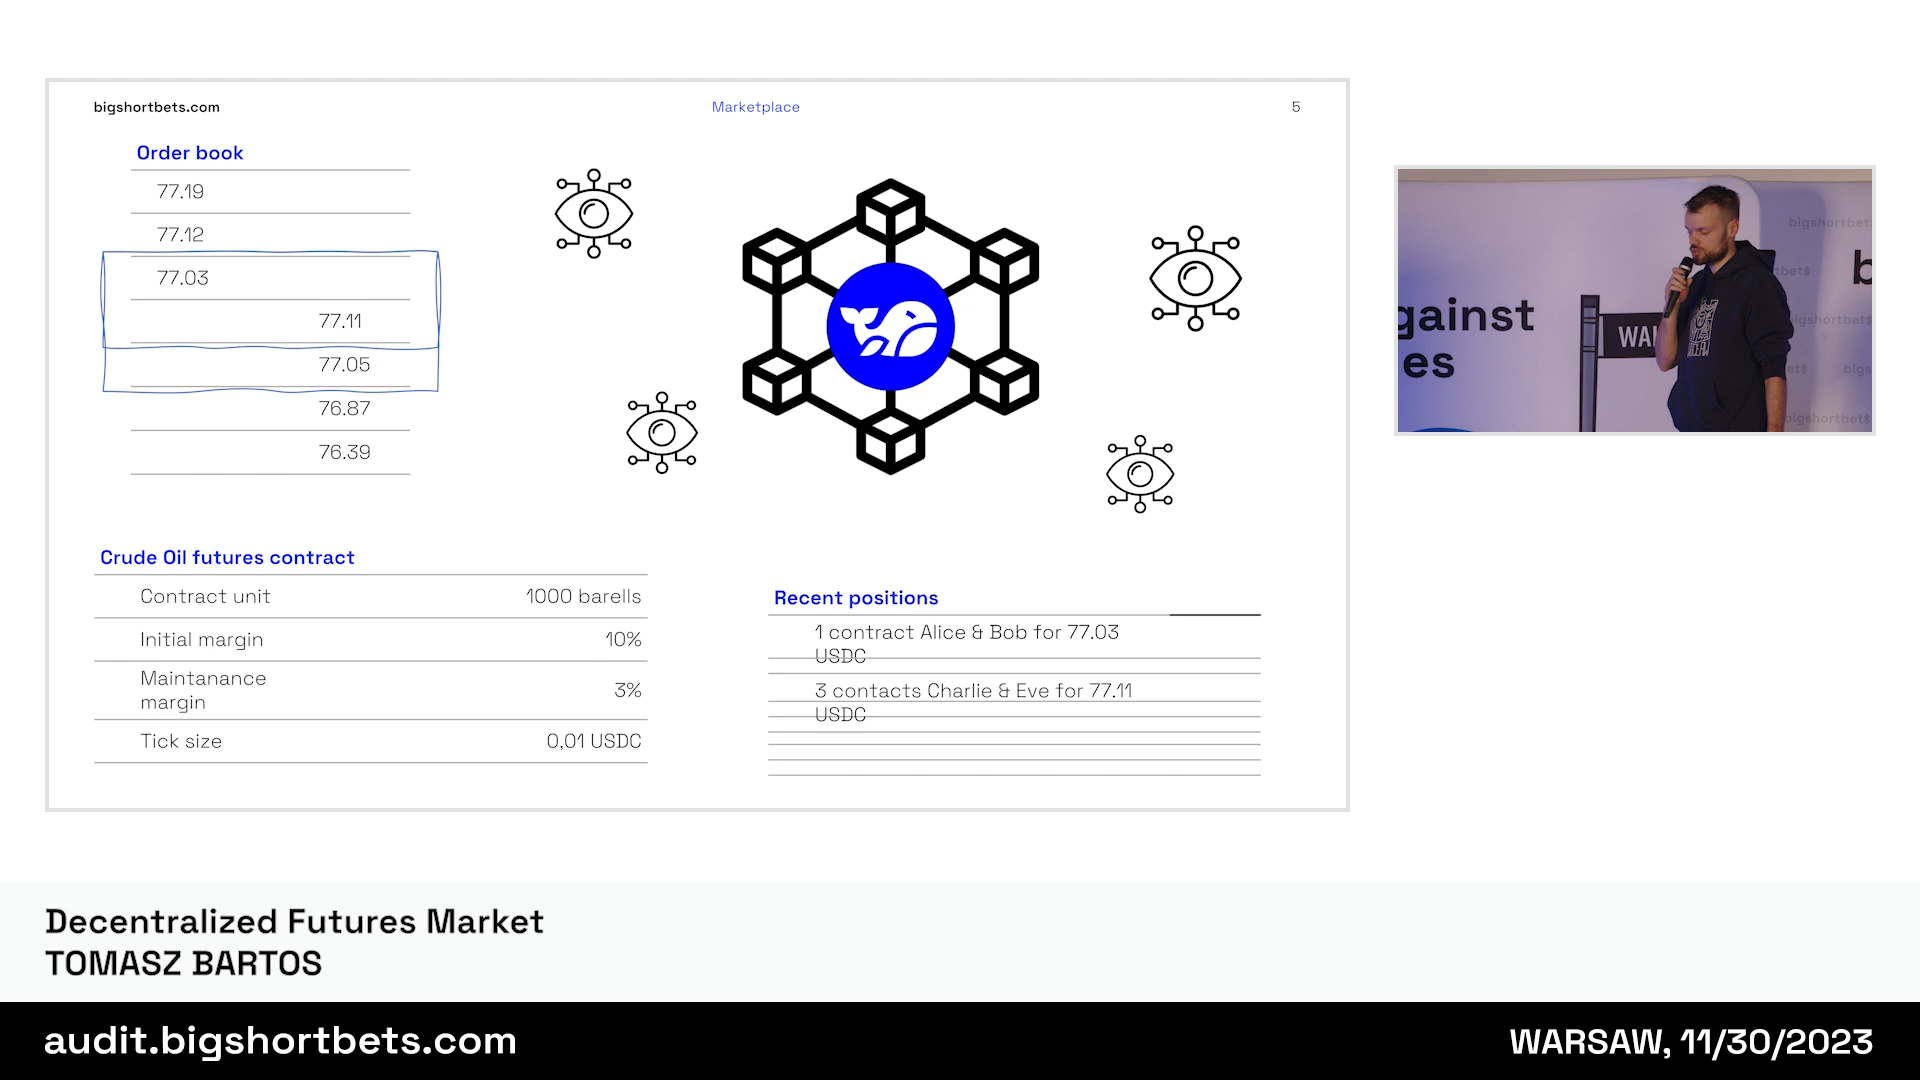 bigshortbets.com
Marketplace
5
Order book
77.19
77.12
77.03
77.11
77.05
76.87
76.39
Crude Oil futures contract
Contract unit 1000 barells
Initial margin 10%
Maintanance
margin
3%
Tick size 0,01 USDC
Recent positions
1 contract Alice & Bob for 77.03
USDC
3 contacts Charlie & Eve for 77.11
USDC
bigshortbet
gainst
es
WA
b
bigshortbet$
Decentralized Futures Market
TOMASZ BARTOS
audit.bigshortbets.com
WARSAW, 11/30/2023